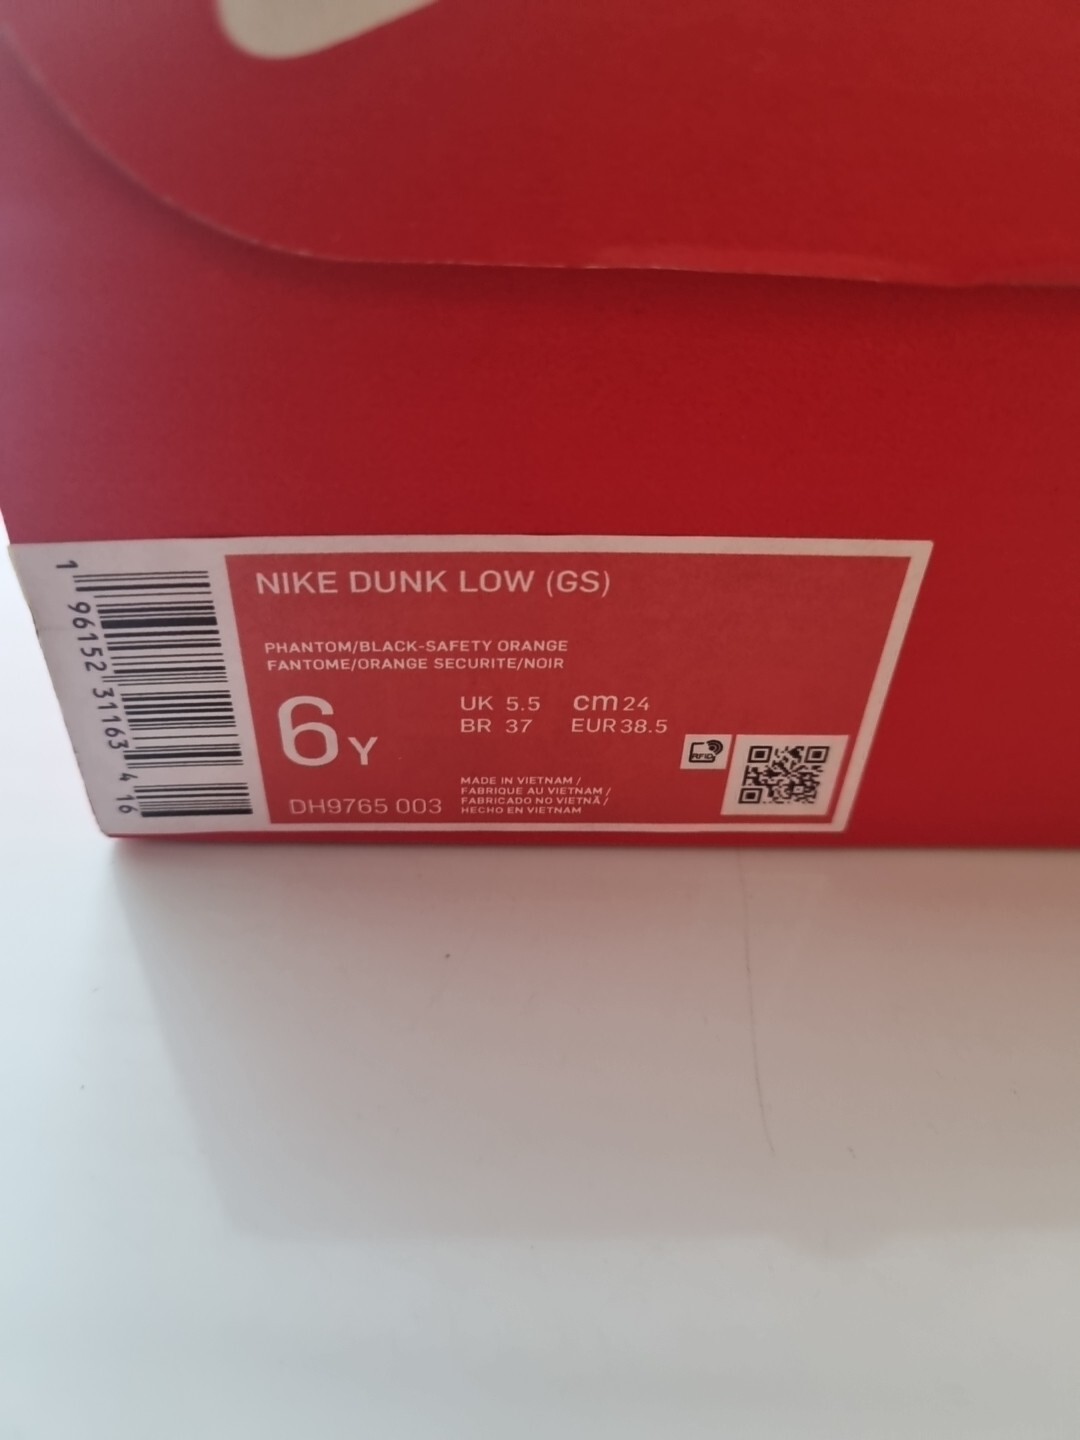 NIKE DUNK LOW (GS)
PHANTOM/BLACK-SAFETY ORANGE
FANTOME/ORANGE SECURITE/NOIR
6Y
UK 5.5 cm 24
BR 37 EUR 38.5
DH9765 003
MADE IN VIETNAM /
FABRIQUE AU VIETNAM /
FABRICADO NO VIETNÃ /
HECHO EN VIETNAM
RFID
1 96152 31163 4 16